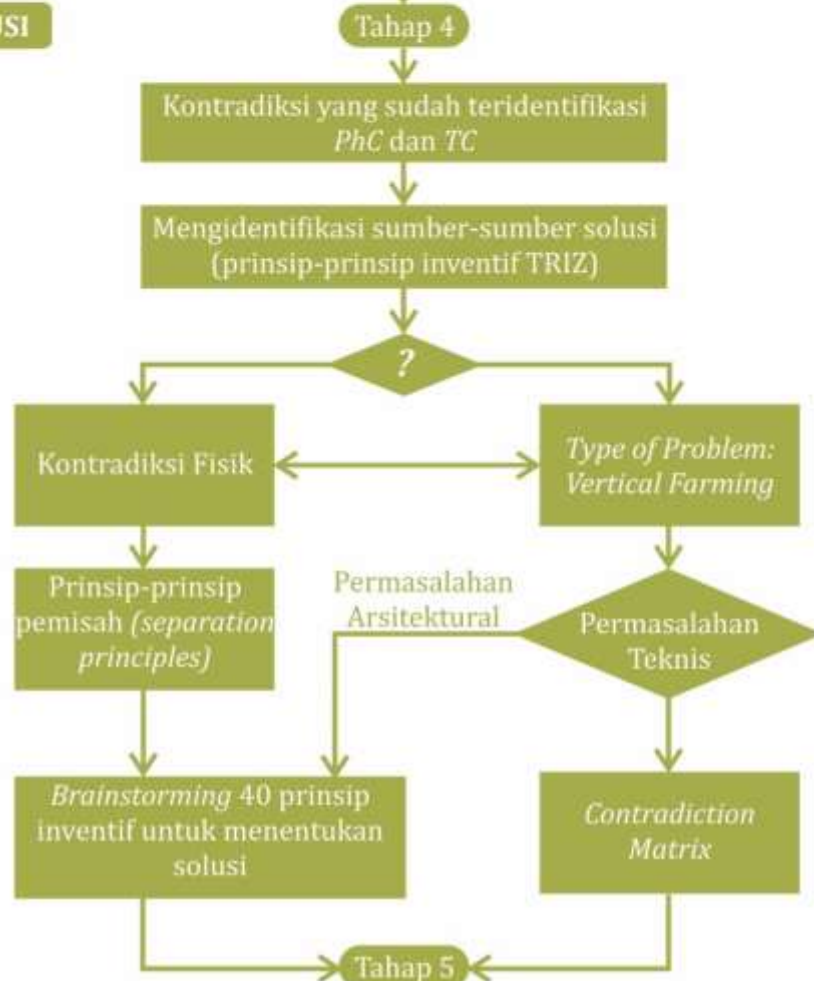 USI
Tahap 4
Kontradiksi yang sudah teridentifikasi
PhC dan TC
Mengidentifikasi sumber-sumber solusi
(prinsip-prinsip inventif TRIZ)
?
Kontradiksi Fisik
Type of Problem:
Vertical Farming
Prinsip-prinsip
pemisah (separation
principles)
Permasalahan
Arsitektural
Permasalahan
Teknis
Brainstorming 40 prinsip
inventif untuk menentukan
solusi
Contradiction
Matrix
Tahap 5